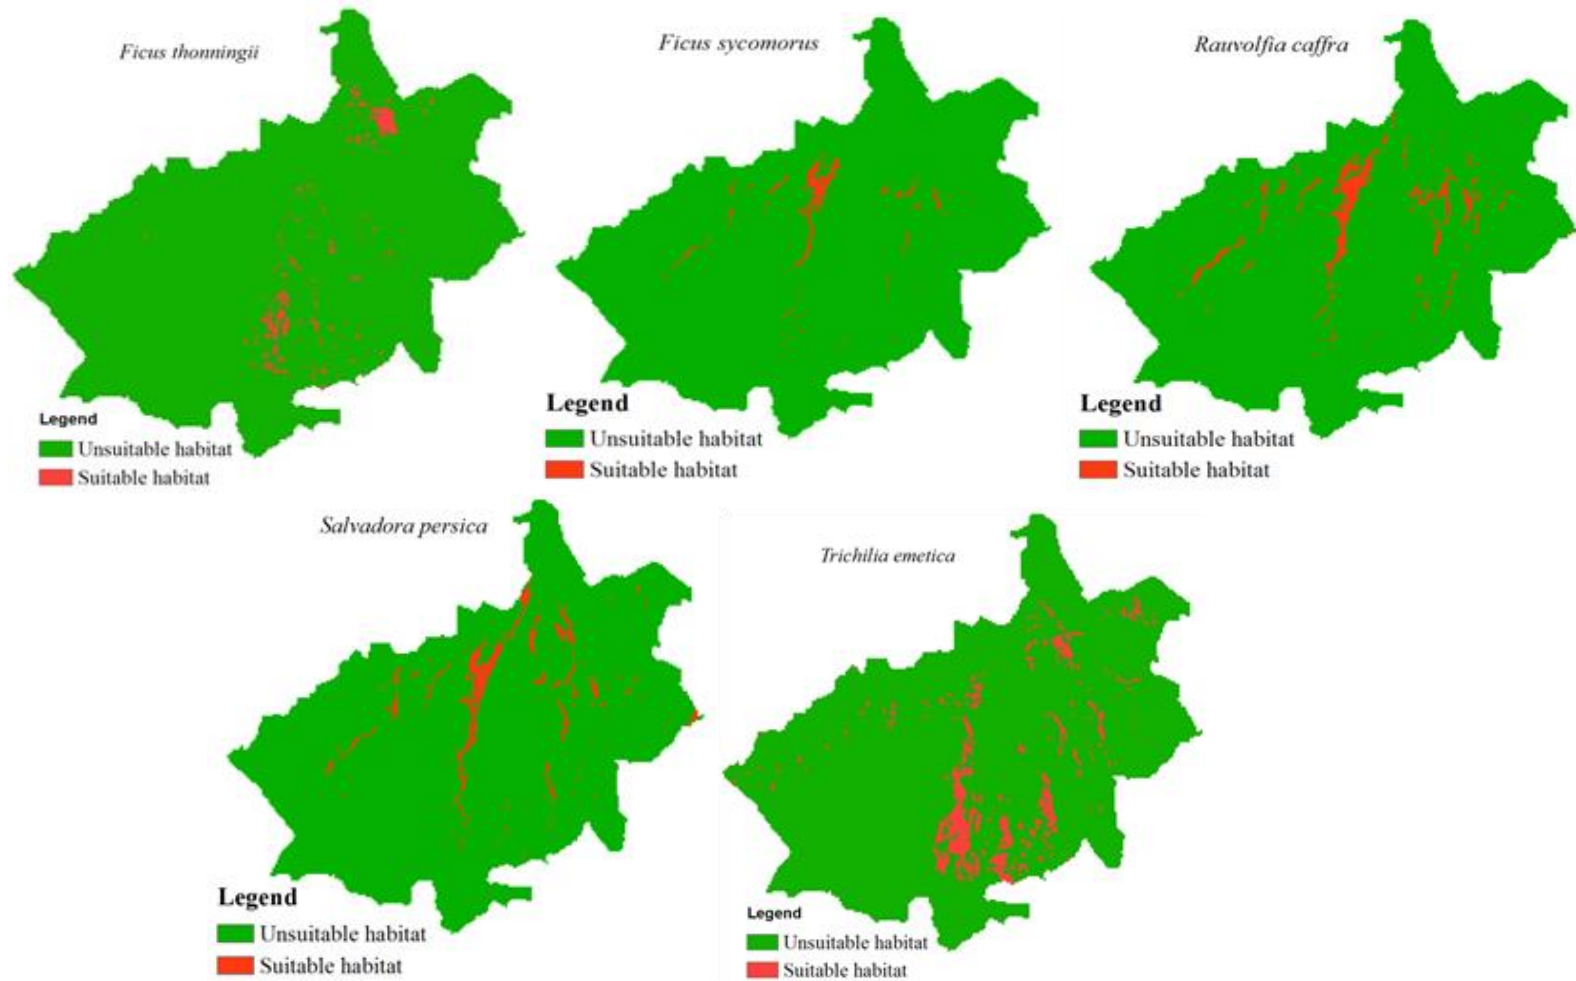 Ficus thonningii
Legend
Unsuitable habitat
Suitable habitat
Ficus sycomorus
Legend
Unsuitable habitat
Suitable habitat
Rauvolfia caffra
Legend
Unsuitable habitat
Suitable habitat
Salvadora persica
Legend
Unsuitable habitat
Suitable habitat
Trichilia emetica
Legend
Unsuitable habitat
Suitable habitat